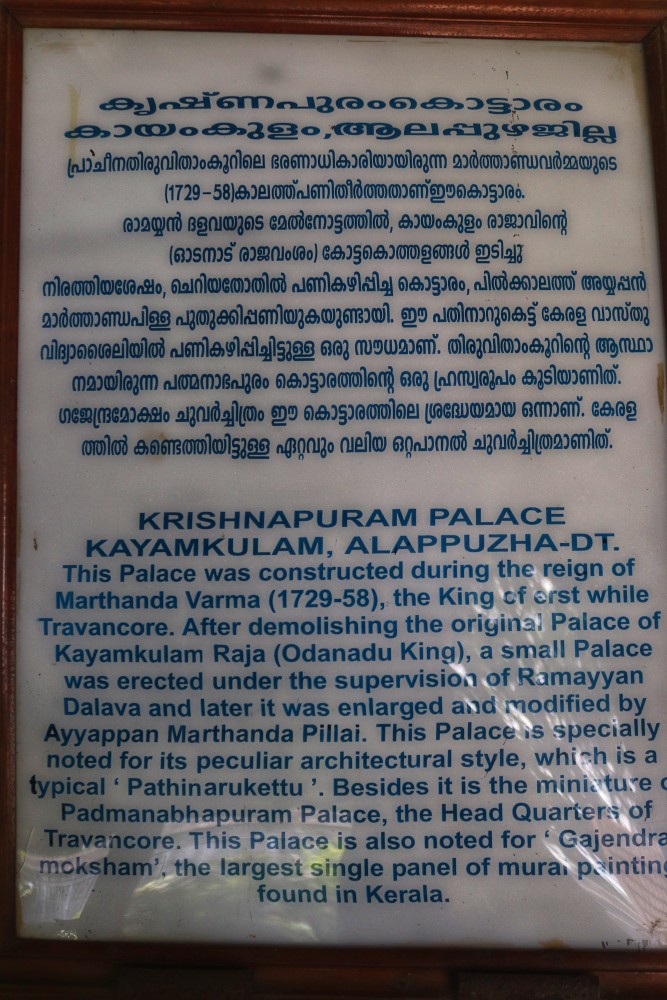 കൃഷ്ണപുരംകൊട്ടാരം
കായംകുളം,ആലപ്പുഴജില്ല
പ്രാചീനതിരുവിതാംകൂറിലെ ഭരണാധികാരിയായിരുന്ന മാർത്താണ്ഡവർമ്മയുടെ
(1729-58)കാലത്ത്പണിതീർത്തതാണ്ഈകൊട്ടാരം.
രാമയ്യൻ ദളവയുടെ മേൽനോട്ടത്തിൽ, കായംകുളം രാജാവിന്റെ
(ഓടനാട് രാജവംശം) കോട്ടകൊത്തളങ്ങൾ ഇടിച്ചു
നിരത്തിയശേഷം, ചെറിയതോതിൽ പണികഴിപ്പിച്ച കൊട്ടാരം, പിൽക്കാലത്ത് അയ്യപ്പൻ
മാർത്താണ്ഡപിള്ള പുതുക്കിപ്പണിയുകയുണ്ടായി. ഈ പതിനാറുകെട്ട് കേരള വാസ്തു
വിദ്യാശൈലിയിൽ പണികഴിപ്പിച്ചിട്ടുള്ള ഒരു സൗധമാണ്. തിരുവിതാംകൂറിന്റെ ആസ്ഥാ
നമായിരുന്ന പത്മനാഭപുരം കൊട്ടാരത്തിന്റെ ഒരു ഹ്രസ്വരൂപം കൂടിയാണിത്.
ഗജേന്ദ്രമോക്ഷം ചുവർച്ചിത്രം ഈ കൊട്ടാരത്തിലെ ശ്രദ്ധേയമായ ഒന്നാണ്. കേരള
ത്തിൽ കണ്ടെത്തിയിട്ടുള്ള ഏറ്റവും വലിയ ഒറ്റപാനൽ ചുവർച്ചിത്രമാണിത്.
KRISHNAPURAM PALACE
KAYAMKULAM, ALAPPUZHA-DT.
This Palace was constructed during the reign of
Marthanda Varma (1729-58), the King of erst while
Travancore. After demolishing the original Palace of
Kayamkulam Raja (Odanadu King), a small Palace
was erected under the supervision of Ramayyan
Dalava and later it was enlarged and modified by
Ayyappan Marthanda Pillai. This Palace is specially
noted for its peculiar architectural style, which is a
typical ‘ Pathinarukettu ’. Besides it is the miniature o
Padmanabhapuram Palace, the Head Quarters of
Travancore. This Palace is also noted for ‘ Gajendra
moksham’, the largest single panel of mural painting
found in Kerala.